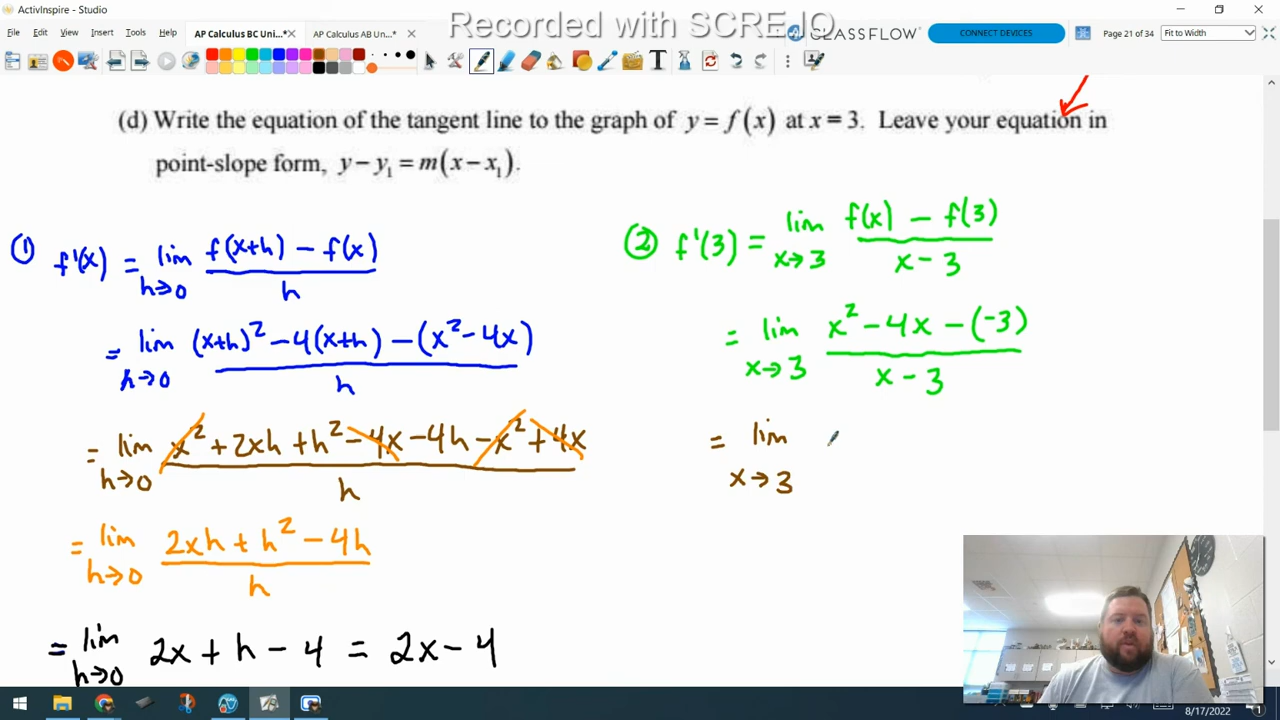 ActivInspire - Studio
Recorded with SCRE.IO
AP Calculus BC Uni...*
AP Calculus AB Un...*
CLASSFLOW
CONNECT DEVICES
Page 21 of 34
Fit to Width
File Edit View Insert Tools Help
(d) Write the equation of the tangent line to the graph of y = f(x) at x = 3. Leave your equation in
point-slope form, y − y₁ = m(x − x₁).
① f'(x) = lim h→0 (f(x+h) − f(x)) / h
= lim h→0 ((x+h)² − 4(x+h) − (x² − 4x)) / h
= lim h→0 (x² + 2xh + h² − 4x − 4h − x² + 4x) / h
= lim h→0 (2xh + h² − 4h) / h
= lim h→0 2x + h − 4 = 2x − 4
② f'(3) = lim x→3 (f(x) − f(3)) / (x − 3)
= lim x→3 (x² − 4x − (−3)) / (x − 3)
= lim x→3
8/17/2022